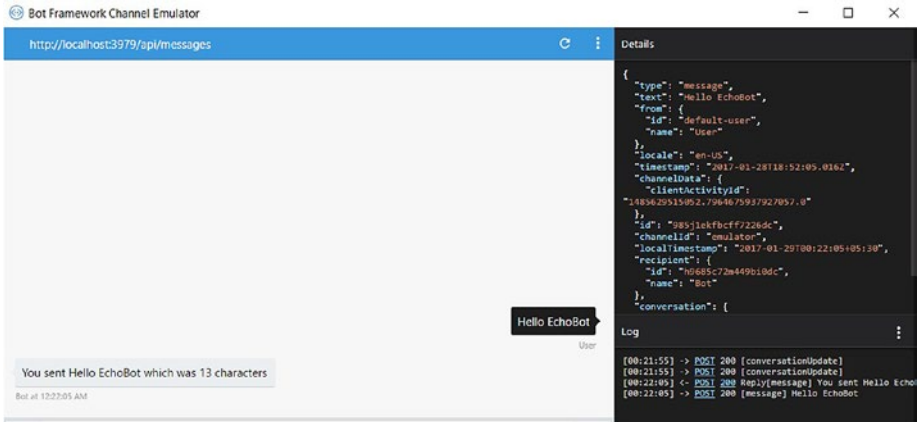 Bot Framework Channel Emulator
http://localhost:3979/api/messages
Hello EchoBot
User
You sent Hello EchoBot which was 13 characters
Bot at 12:22:05 AM
Details
{
"type": "message",
"text": "Hello EchoBot",
"from": {
"id": "default-user",
"name": "User"
},
"locale": "en-US",
"timestamp": "2017-01-28T18:52:05.016Z",
"channelData": {
"clientActivityId":
"1485629515052.7964675937927057.0"
},
"id": "985j1ekfbcff7226dc",
"channelId": "emulator",
"localTimestamp": "2017-01-29T00:22:05+05:30",
"recipient": {
"id": "h9685c72m449bi0dc",
"name": "Bot"
},
"conversation": {
Log
[00:21:55] -> POST 200 [conversationUpdate]
[00:21:55] -> POST 200 [conversationUpdate]
[00:22:05] <- POST 200 Reply[message] You sent Hello Echo
[00:22:05] -> POST 200 [message] Hello EchoBot